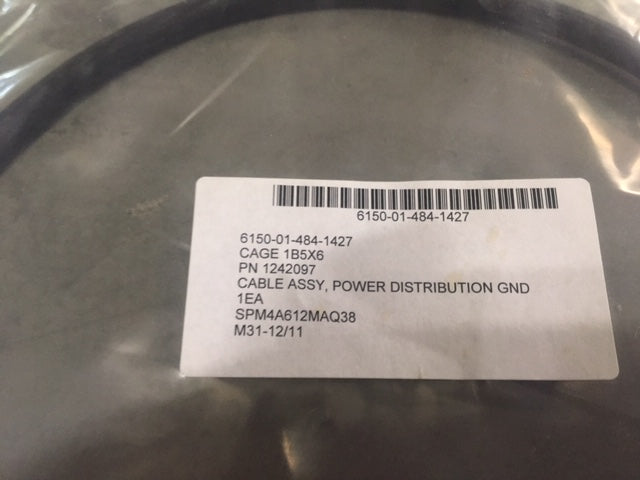 6150-01-484-1427
6150-01-484-1427
CAGE 1B5X6
PN 1242097
CABLE ASSY, POWER DISTRIBUTION GND
1EA
SPM4A612MAQ38
M31-12/11